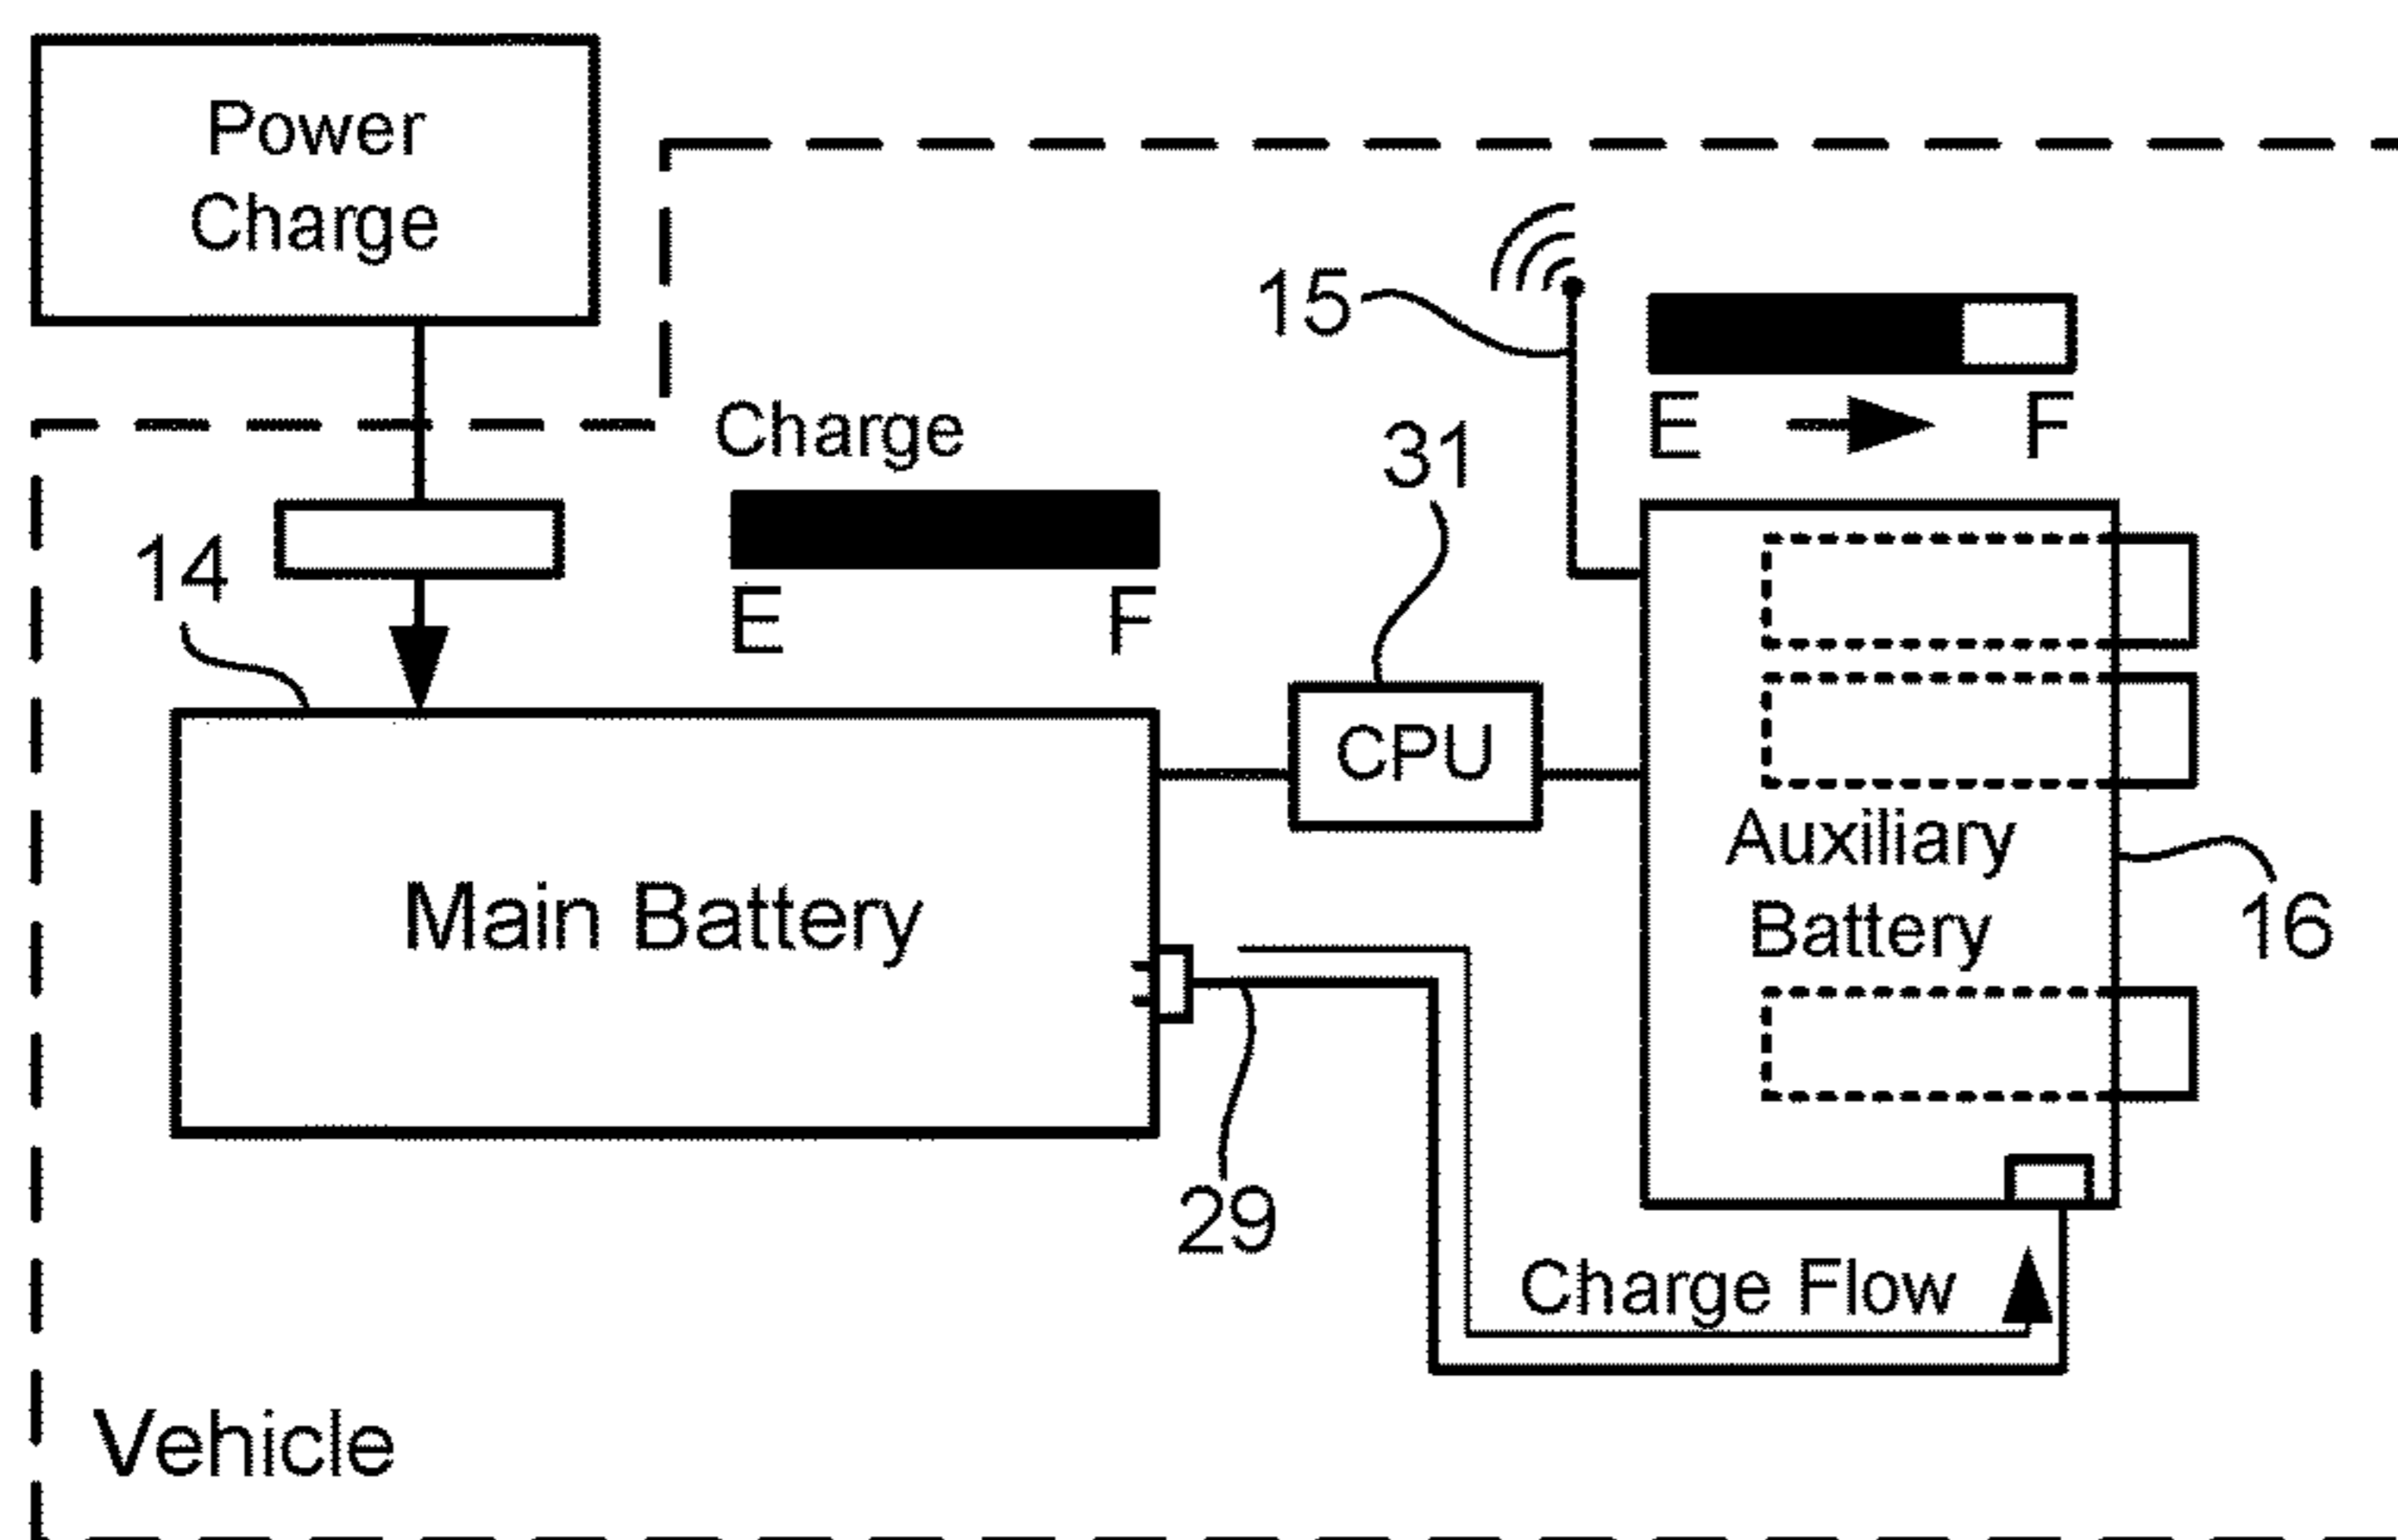 Power
Charge
15
E
F
Charge
31
14
E
F
CPU
Auxiliary
Battery
Main Battery
16
29
Charge Flow
Vehicle